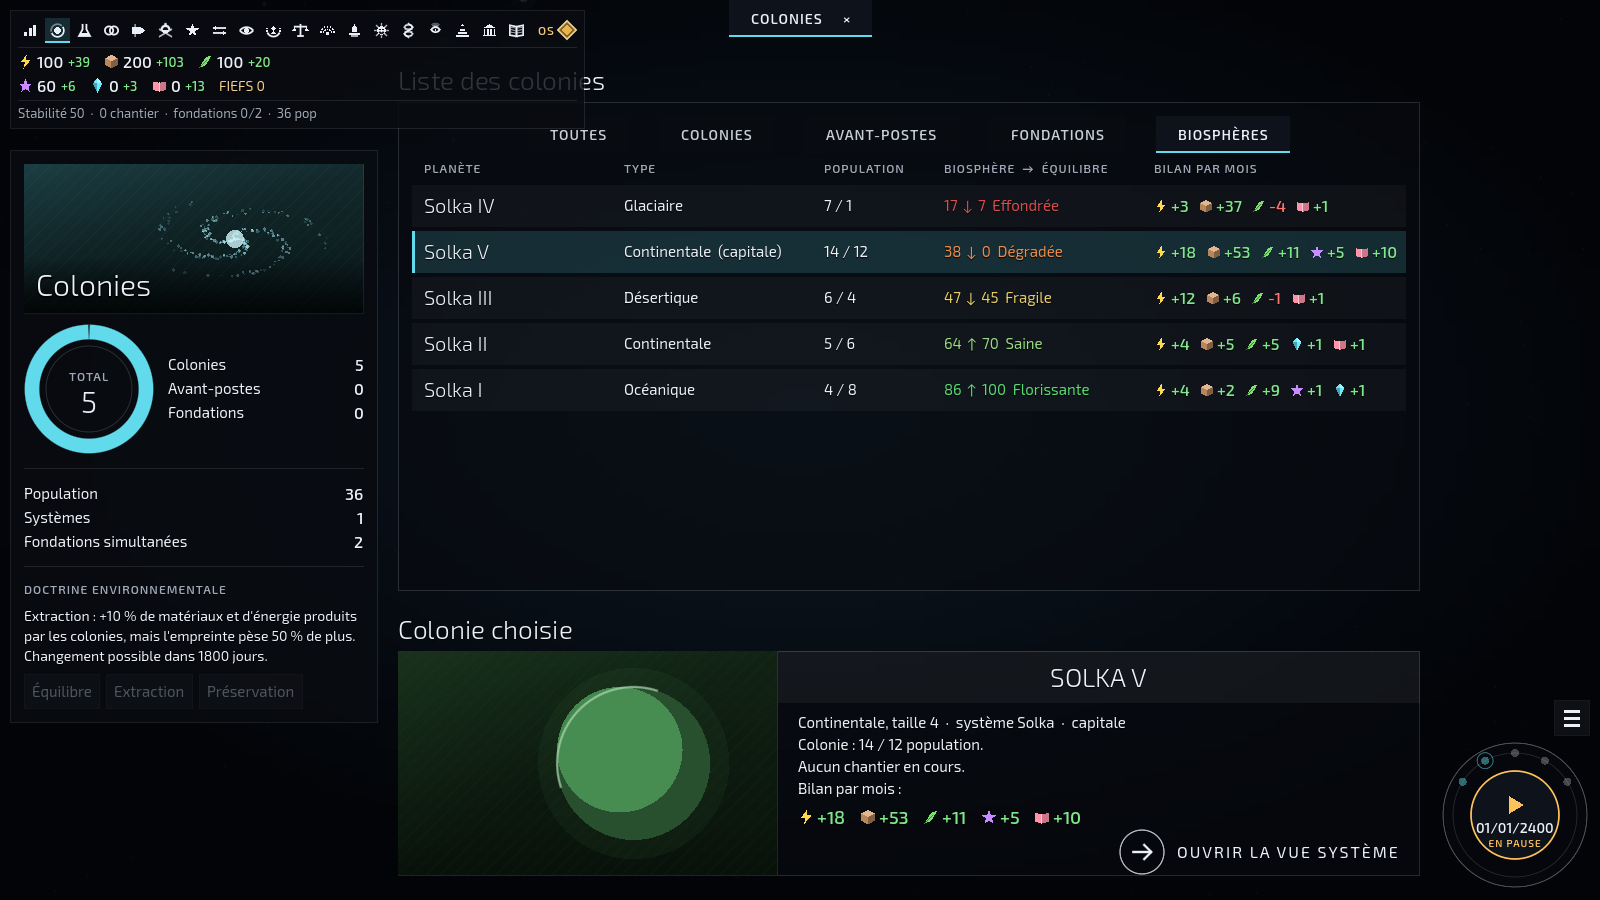 COLONIES ×
OS
100 +39 200 +103 100 +20
60 +6 0 +3 0 +13 FIEFS 0
Stabilité 50 · 0 chantier · fondations 0/2 · 36 pop
Liste des colonies
TOUTES COLONIES AVANT-POSTES FONDATIONS BIOSPHÈRES
PLANÈTE TYPE POPULATION BIOSPHÈRE → ÉQUILIBRE BILAN PAR MOIS
Solka IV Glaciaire 7 / 1 17 ↓ 7 Effondrée +3 +37 -4 +1
Solka V Continentale (capitale) 14 / 12 38 ↓ 0 Dégradée +18 +53 +11 +5 +10
Solka III Désertique 6 / 4 47 ↓ 45 Fragile +12 +6 -1 +1
Solka II Continentale 5 / 6 64 ↑ 70 Saine +4 +5 +5 +1 +1
Solka I Océanique 4 / 8 86 ↑ 100 Florissante +4 +2 +9 +1 +1
Colonies
TOTAL
5
Colonies 5
Avant-postes 0
Fondations 0
Population 36
Systèmes 1
Fondations simultanées 2
DOCTRINE ENVIRONNEMENTALE
Extraction : +10 % de matériaux et d'énergie produits
par les colonies, mais l'empreinte pèse 50 % de plus.
Changement possible dans 1800 jours.
Équilibre Extraction Préservation
Colonie choisie
SOLKA V
Continentale, taille 4 · système Solka · capitale
Colonie : 14 / 12 population.
Aucun chantier en cours.
Bilan par mois :
+18 +53 +11 +5 +10
OUVRIR LA VUE SYSTÈME
01/01/2400
EN PAUSE